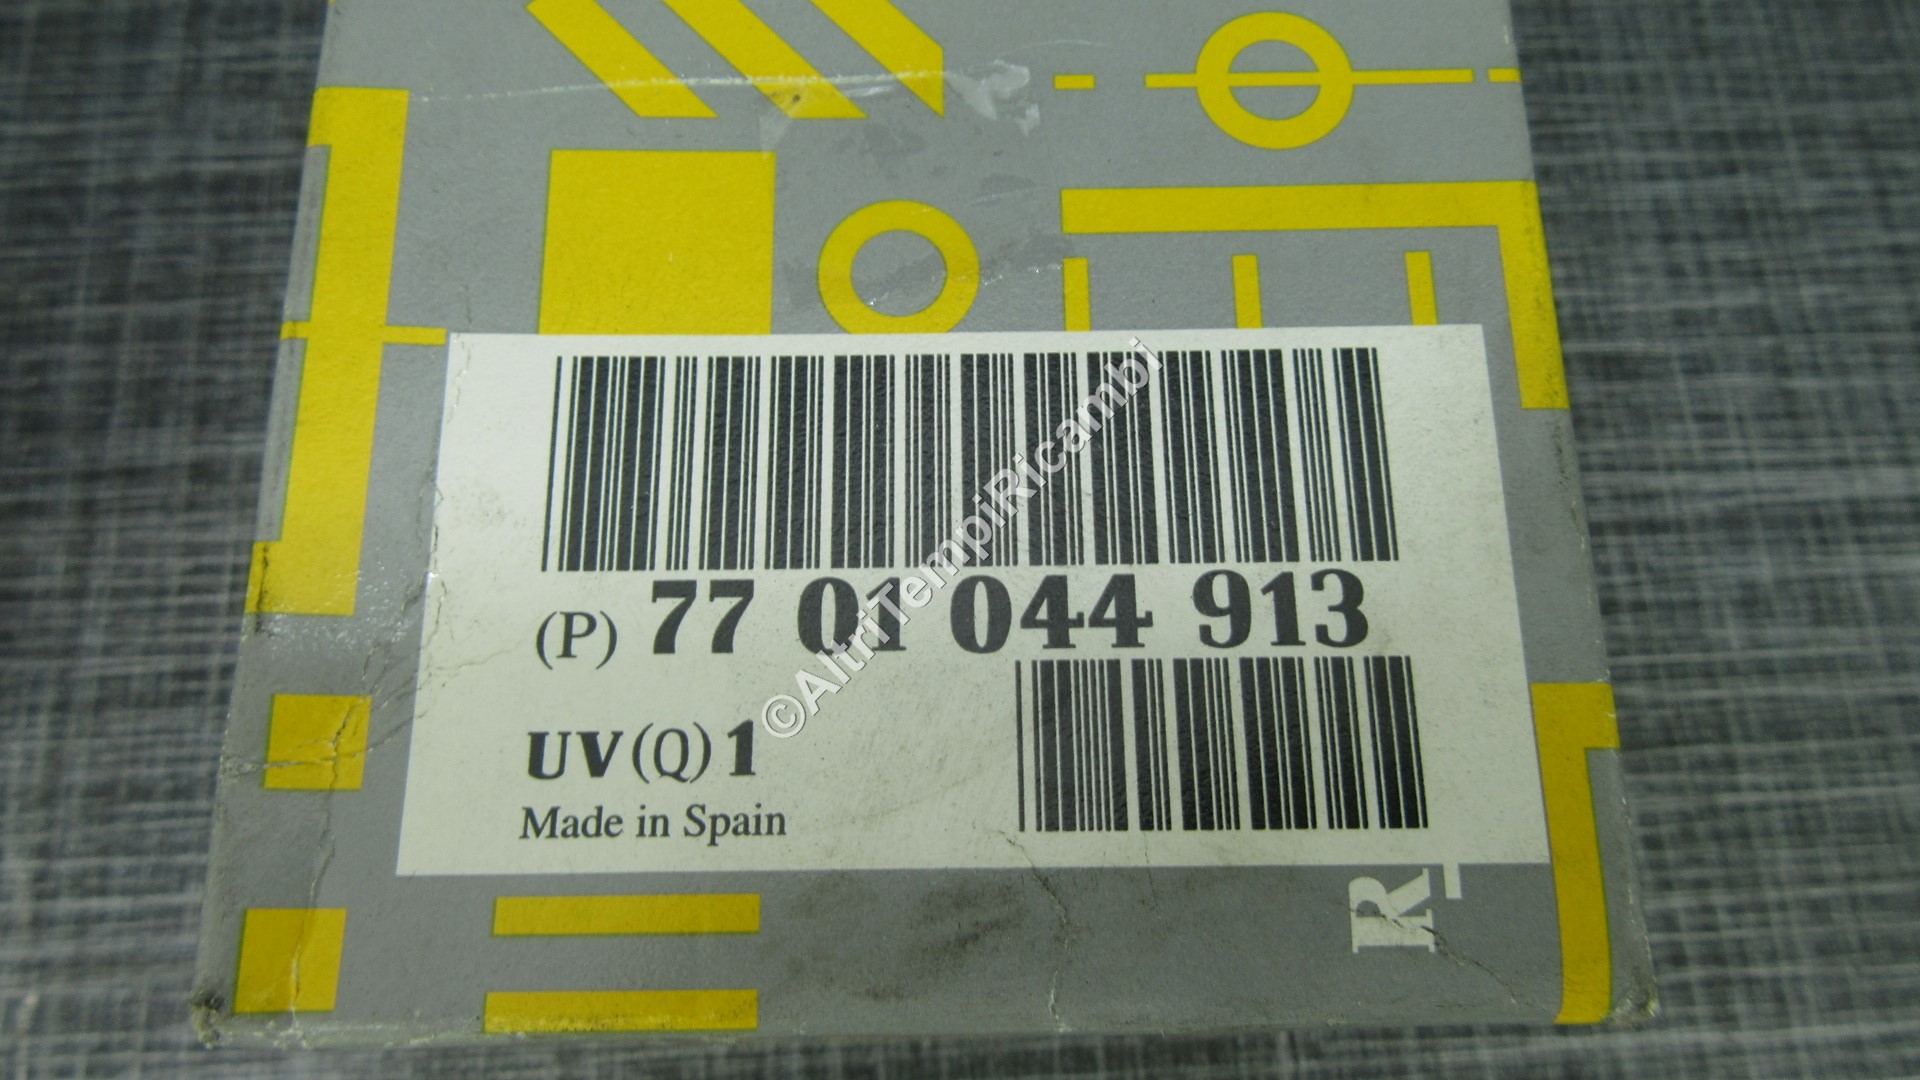 (P) 77 01 044 913
UV (Q) 1
Made in Spain
©AltriTempiRicambi
R